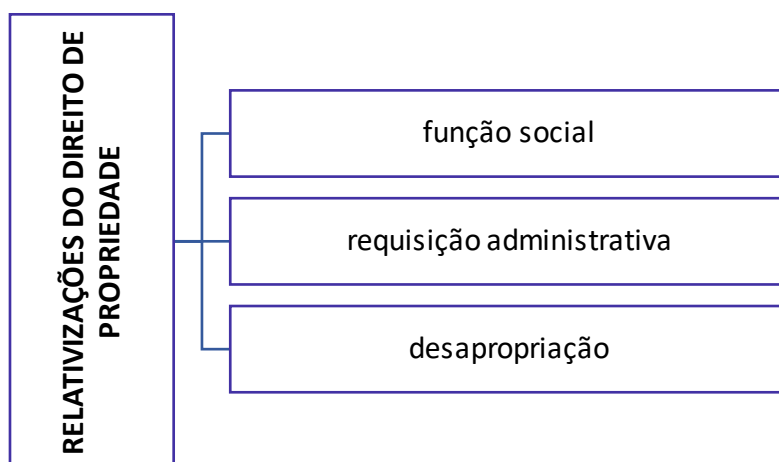 RELATIVIZAÇÕES DO DIREITO DE
PROPRIEDADE
função social
requisição administrativa
desapropriação